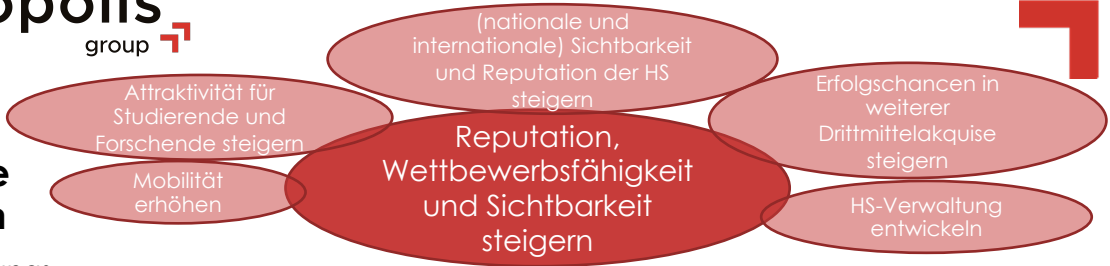 group
(nationale und
internationale) Sichtbarkeit
und Reputation der HS
steigern
Attraktivität für
Studierende und
Forschende steigern
Erfolgschancen in
weiterer
Drittmittelakquise
steigern
Reputation,
Wettbewerbsfähigkeit
und Sichtbarkeit
steigern
Mobilität
erhöhen
HS-Verwaltung
entwickeln